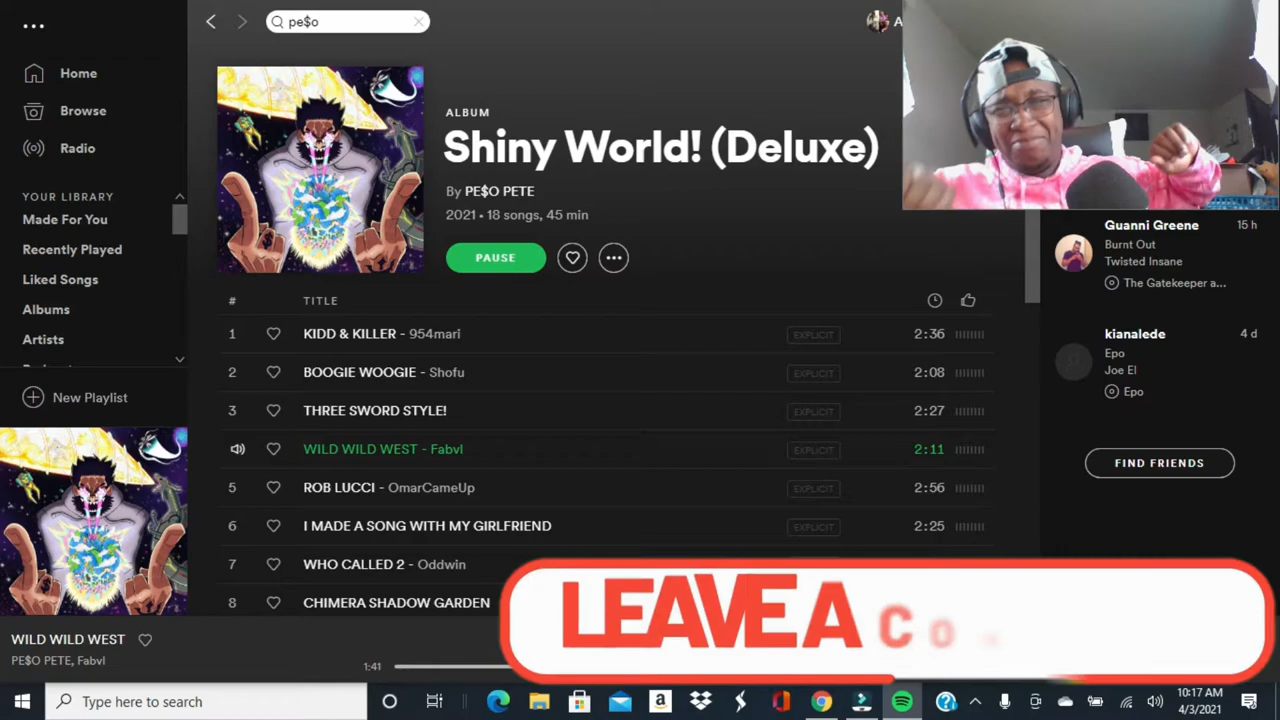 pe$o
A
Home
Browse
Radio
YOUR LIBRARY
Made For You
Recently Played
Liked Songs
Albums
Artists
New Playlist
ALBUM
Shiny World! (Deluxe)
By PE$O PETE
2021 • 18 songs, 45 min
PAUSE
# TITLE
1 KIDD & KILLER - 954mari EXPLICIT 2:36
2 BOOGIE WOOGIE - Shofu EXPLICIT 2:08
3 THREE SWORD STYLE! EXPLICIT 2:27
WILD WILD WEST - Fabvl EXPLICIT 2:11
5 ROB LUCCI - OmarCameUp EXPLICIT 2:56
6 I MADE A SONG WITH MY GIRLFRIEND EXPLICIT 2:25
7 WHO CALLED 2 - Oddwin
8 CHIMERA SHADOW GARDEN
Guanni Greene 15 h
Burnt Out
Twisted Insane
The Gatekeeper a...
kianalede 4 d
Epo
Joe El
Epo
FIND FRIENDS
LEAVE A CO
WILD WILD WEST
PE$O PETE, Fabvl
1:41
Type here to search
10:17 AM
4/3/2021